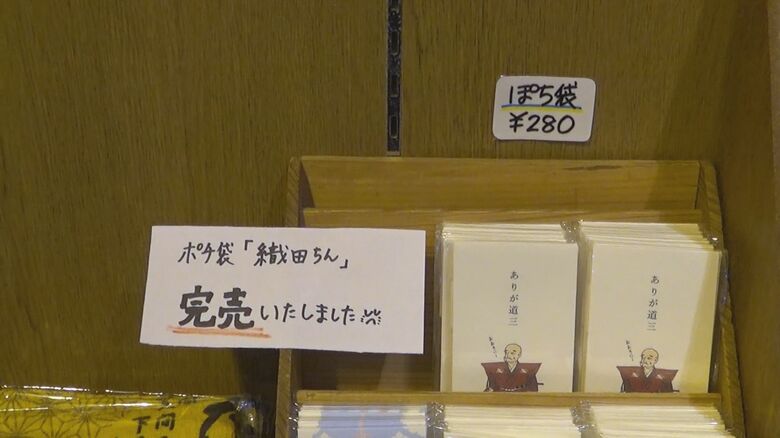 ぽち袋
¥280
ポチ袋「織田ちん」
完売いたしました
ありが道三
ありが道三